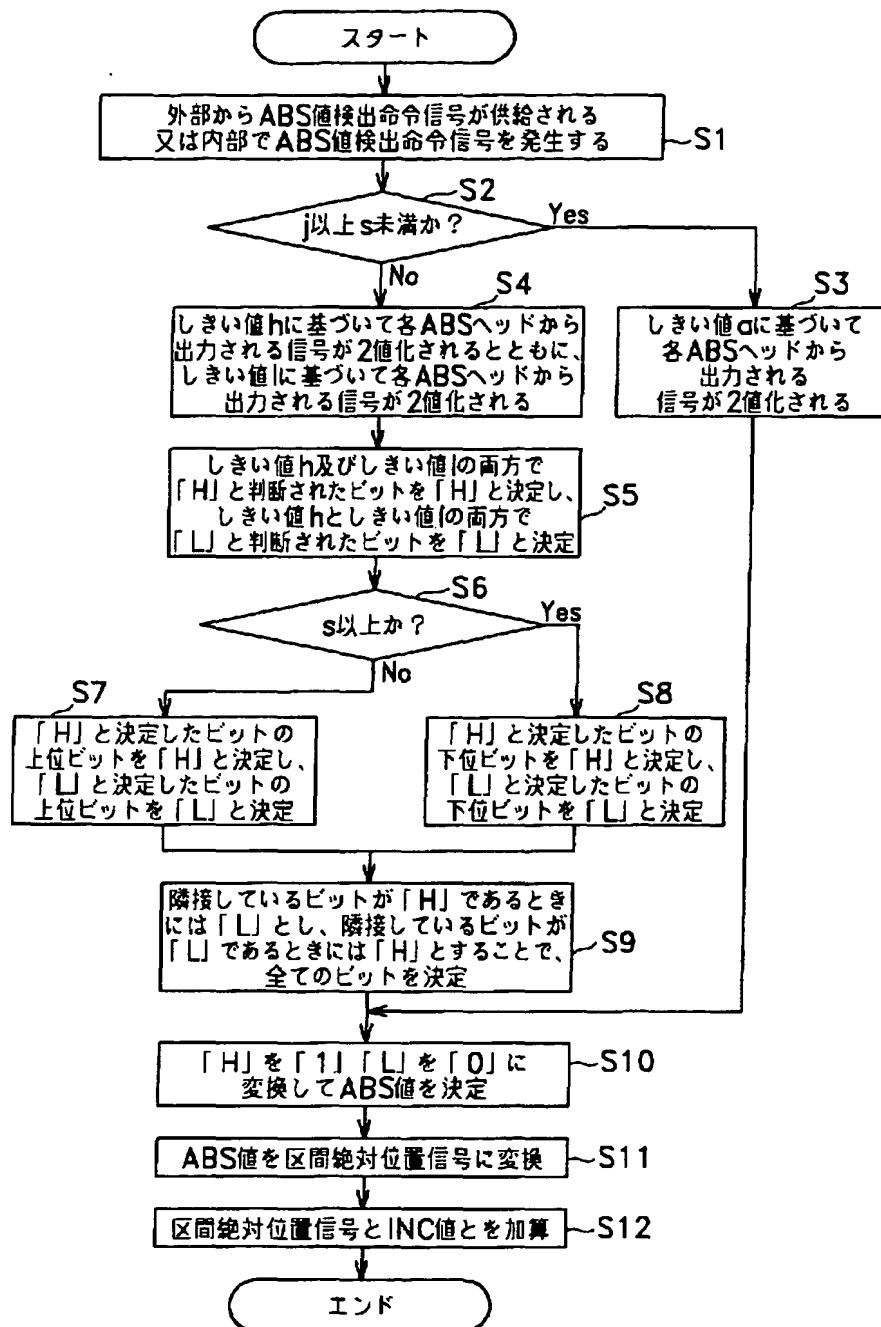 スタート
外部からABS値検出命令信号が供給される
又は内部でABS値検出命令信号を発生する
S1
S2
j以上s未満か?
Yes
No
S4
しきい値hに基づいて各ABSヘッドから
出力される信号が2値化されるとともに、
しきい値lに基づいて各ABSヘッドから
出力される信号が2値化される
S3
しきい値aに基づいて
各ABSヘッドから
出力される
信号が2値化される
しきい値h及びしきい値lの両方で
「H」と判断されたビットを「H」と決定し、
しきい値hとしきい値lの両方で
「L」と判断されたビットを「L」と決定
S5
S6
s以上か?
Yes
No
S7
「H」と決定したビットの
上位ビットを「H」と決定し、
「L」と決定したビットの
上位ビットを「L」と決定
S8
「H」と決定したビットの
下位ビットを「H」と決定し、
「L」と決定したビットの
下位ビットを「L」と決定
隣接しているビットが「H」であるとき
には「L」とし、隣接しているビットが
「L」であるときには「H」とすることで、
全てのビットを決定
S9
「H」を「1」「L」を「0」に
変換してABS値を決定
S10
ABS値を区間絶対位置信号に変換
S11
区間絶対位置信号とINC値とを加算
S12
エンド